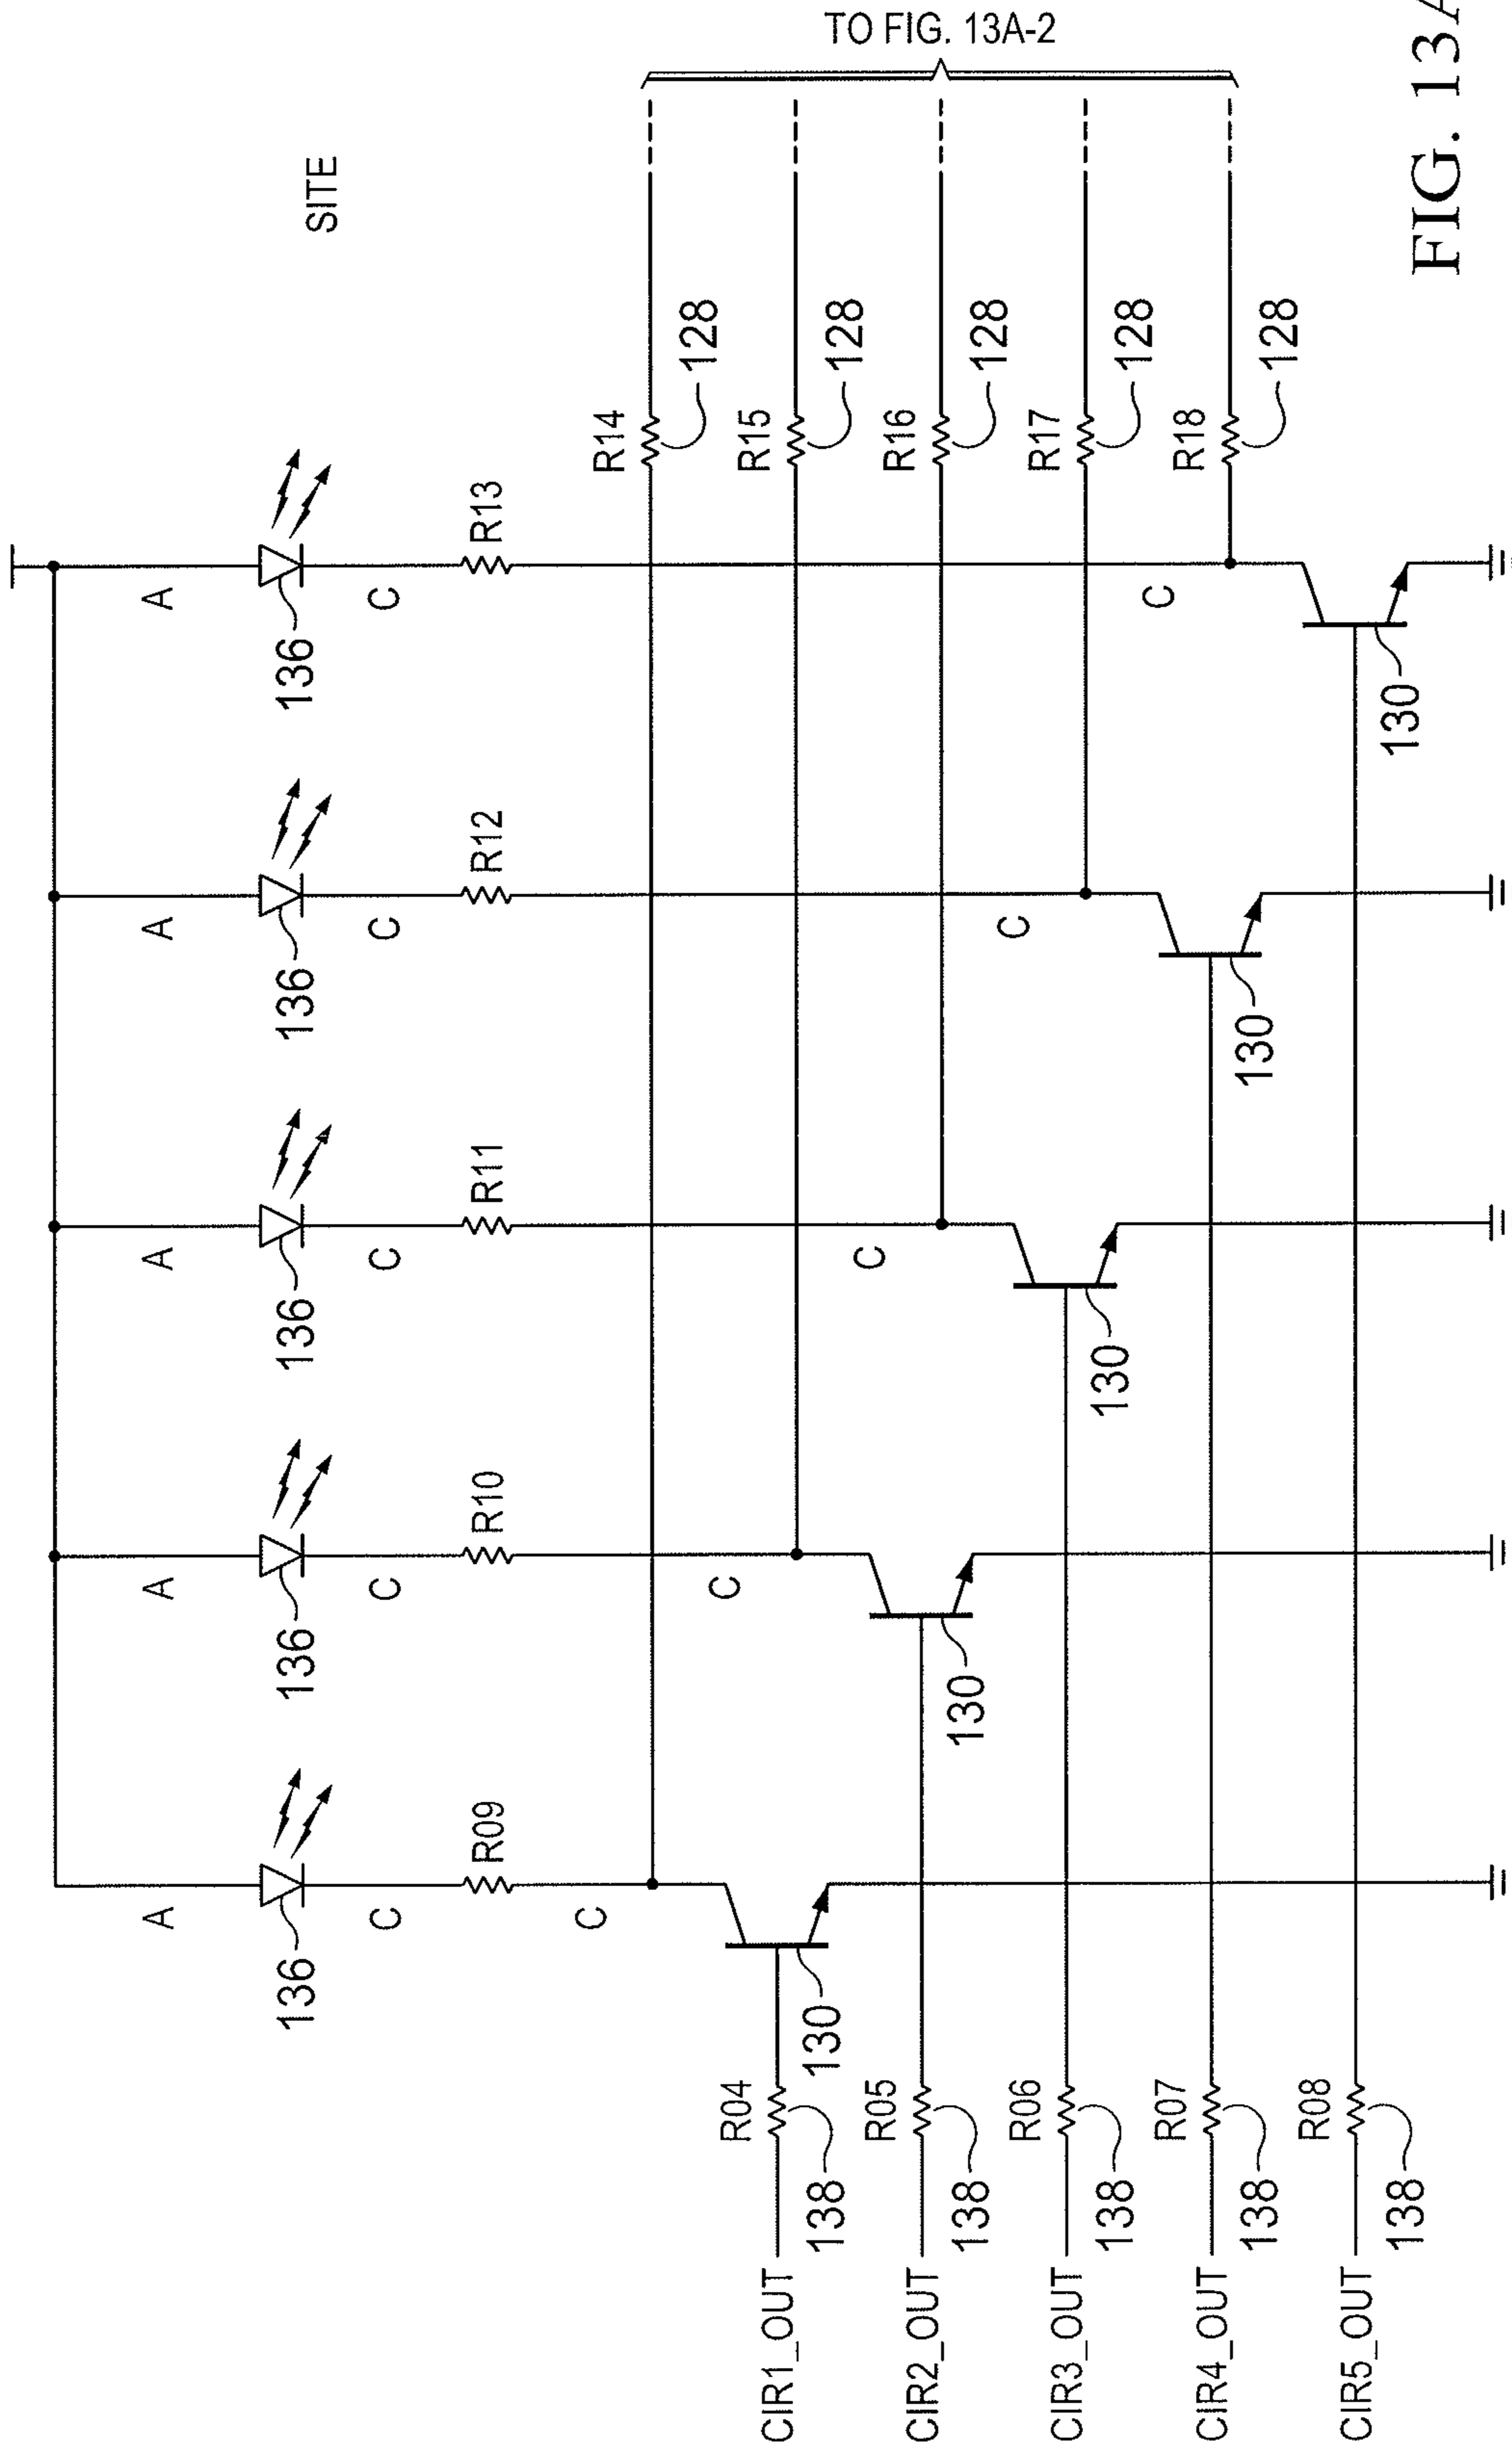 A
A
A
A
A
136
136
136
136
136
SITE
C
C
C
C
C
R09
R10
R11
R12
R13
C
R14
128
C
R04
R15
CIR1_OUT
138
130
128
C
R05
R16
CIR2_OUT
138
130
128
TO FIG. 13A-2
C
R06
R17
CIR3_OUT
138
130
128
C
R07
R18
CIR4_OUT
138
130
128
R08
CIR5_OUT
138
130
FIG. 13A